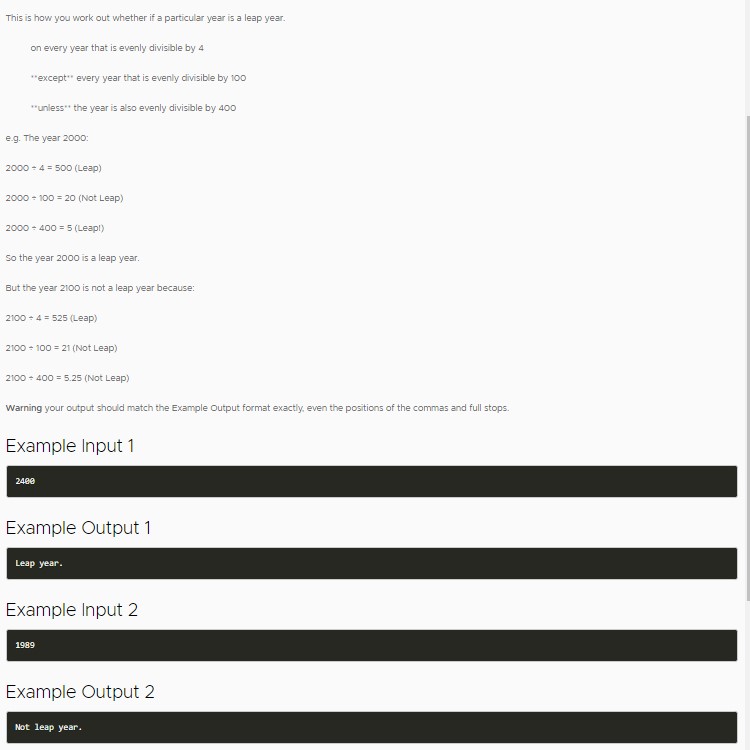 This is how you work out whether if a particular year is a leap year.
on every year that is evenly divisible by 4
**except** every year that is evenly divisible by 100
**unless** the year is also evenly divisible by 400
e.g. The year 2000:
2000 ÷ 4 = 500 (Leap)
2000 ÷ 100 = 20 (Not Leap)
2000 ÷ 400 = 5 (Leap!)
So the year 2000 is a leap year.
But the year 2100 is not a leap year because:
2100 ÷ 4 = 525 (Leap)
2100 ÷ 100 = 21 (Not Leap)
2100 ÷ 400 = 5.25 (Not Leap)
Warning your output should match the Example Output format exactly, even the positions of the commas and full stops.
Example Input 1
2400
Example Output 1
Leap year.
Example Input 2
1989
Example Output 2
Not leap year.